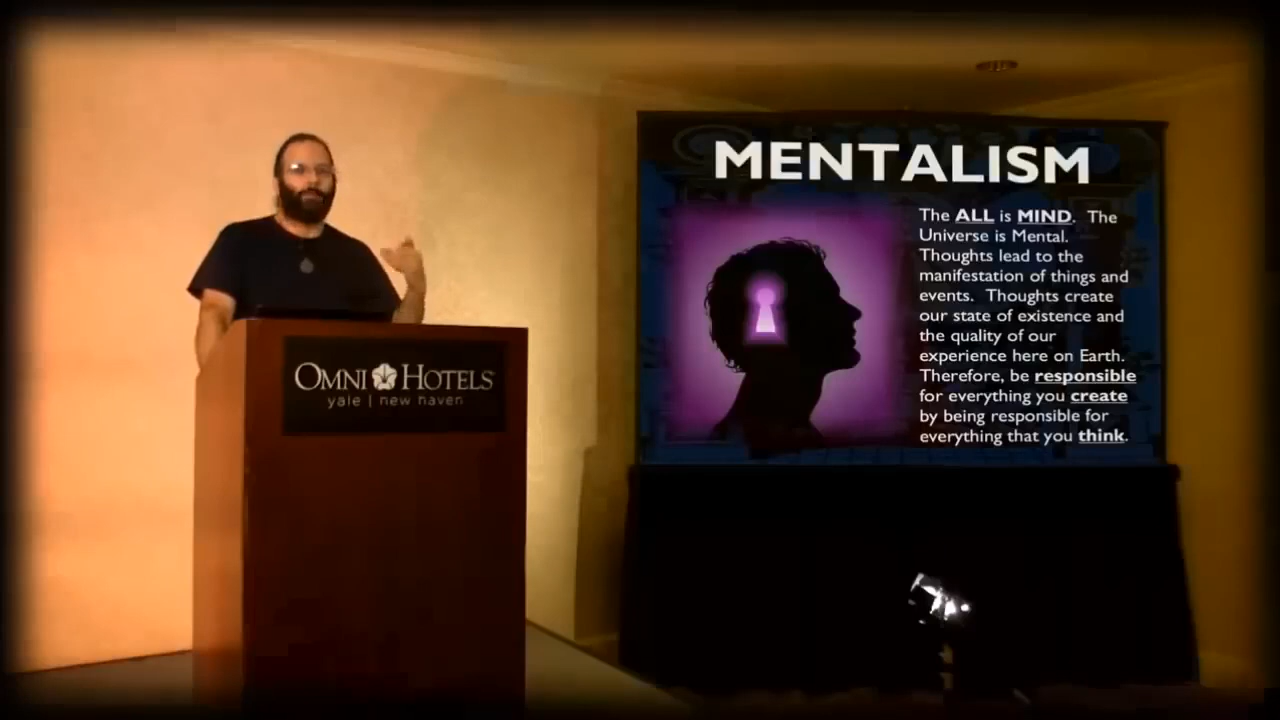 OMNI HOTELS
yale | new haven
MENTALISM
The ALL is MIND. The
Universe is Mental.
Thoughts lead to the
manifestation of things and
events. Thoughts create
our state of existence and
the quality of our
experience here on Earth.
Therefore, be responsible
for everything you create
by being responsible for
everything that you think.